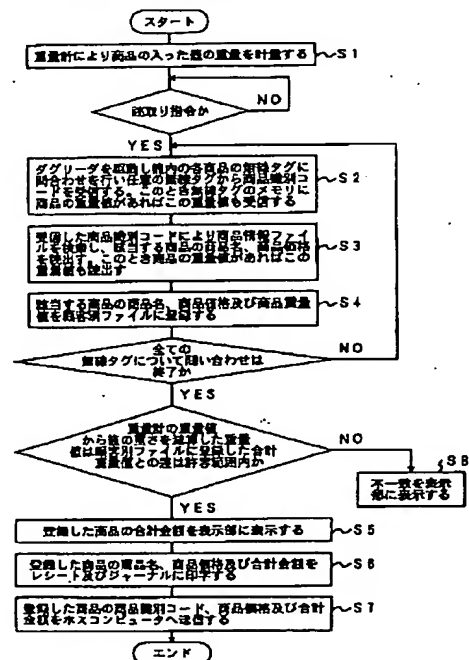 スタート
重量計により商品の入った値の重量を計量する
S1
読取り指令か
NO
YES
タグリーダを起動し籠内の各商品の無線タグに
問合わせを行い任意の無線タグから商品識別コ
ードを受信する、このとき無線タグのメモリに
商品の重量値があればこの重量値も受信する
S2
受信した商品識別コードにより商品情報ファイ
ルを検索し、該当する商品の商品名、商品価格
を読出す、このとき商品の重量値があればこの
重量値も読出す
S3
該当する商品の商品名、商品価格及び商品重量
値を顧客別ファイルに登録する
S4
全ての
無線タグについて問い合わせは
終了か
NO
YES
重量計の重量値
から値の重さを減算した重量
値は顧客別ファイルに登録した合計
重量値との差は許容範囲内か
NO
S8
不一致を表示
部に表示する
YES
登録した商品の合計金額を表示部に表示する
S5
登録した商品の商品名、商品価格及び合計金額を
レシート及びジャーナルに印字する
S6
登録した商品の商品識別コード、商品価格及び合計
金額をホスコンピュータへ送信する
S7
エンド